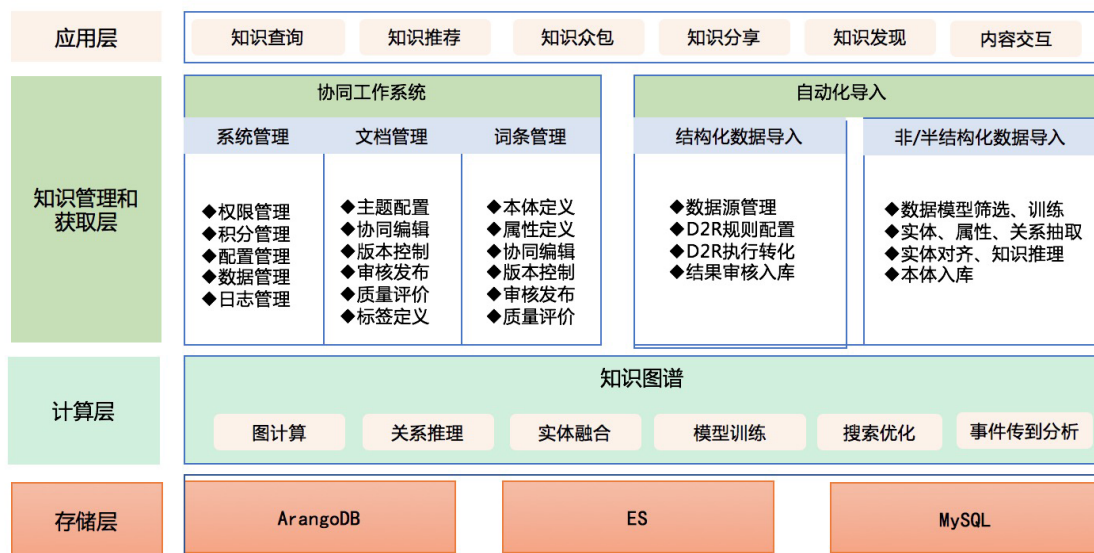 应用层
知识查询
知识推荐
知识众包
知识分享
知识发现
内容交互
知识管理和
获取层
协同工作系统
系统管理
◆权限管理
◆积分管理
◆配置管理
◆数据管理
◆日志管理
文档管理
◆主题配置
◆协同编辑
◆版本控制
◆审核发布
◆质量评价
◆标签定义
词条管理
◆本体定义
◆属性定义
◆协同编辑
◆版本控制
◆审核发布
◆质量评价
自动化导入
结构化数据导入
◆数据源管理
◆D2R规则配置
◆D2R执行转化
◆结果审核入库
非/半结构化数据导入
◆数据模型筛选、训练
◆实体、属性、关系抽取
◆实体对齐、知识推理
◆本体入库
计算层
知识图谱
图计算
关系推理
实体融合
模型训练
搜索优化
事件传到分析
存储层
ArangoDB
ES
MySQL